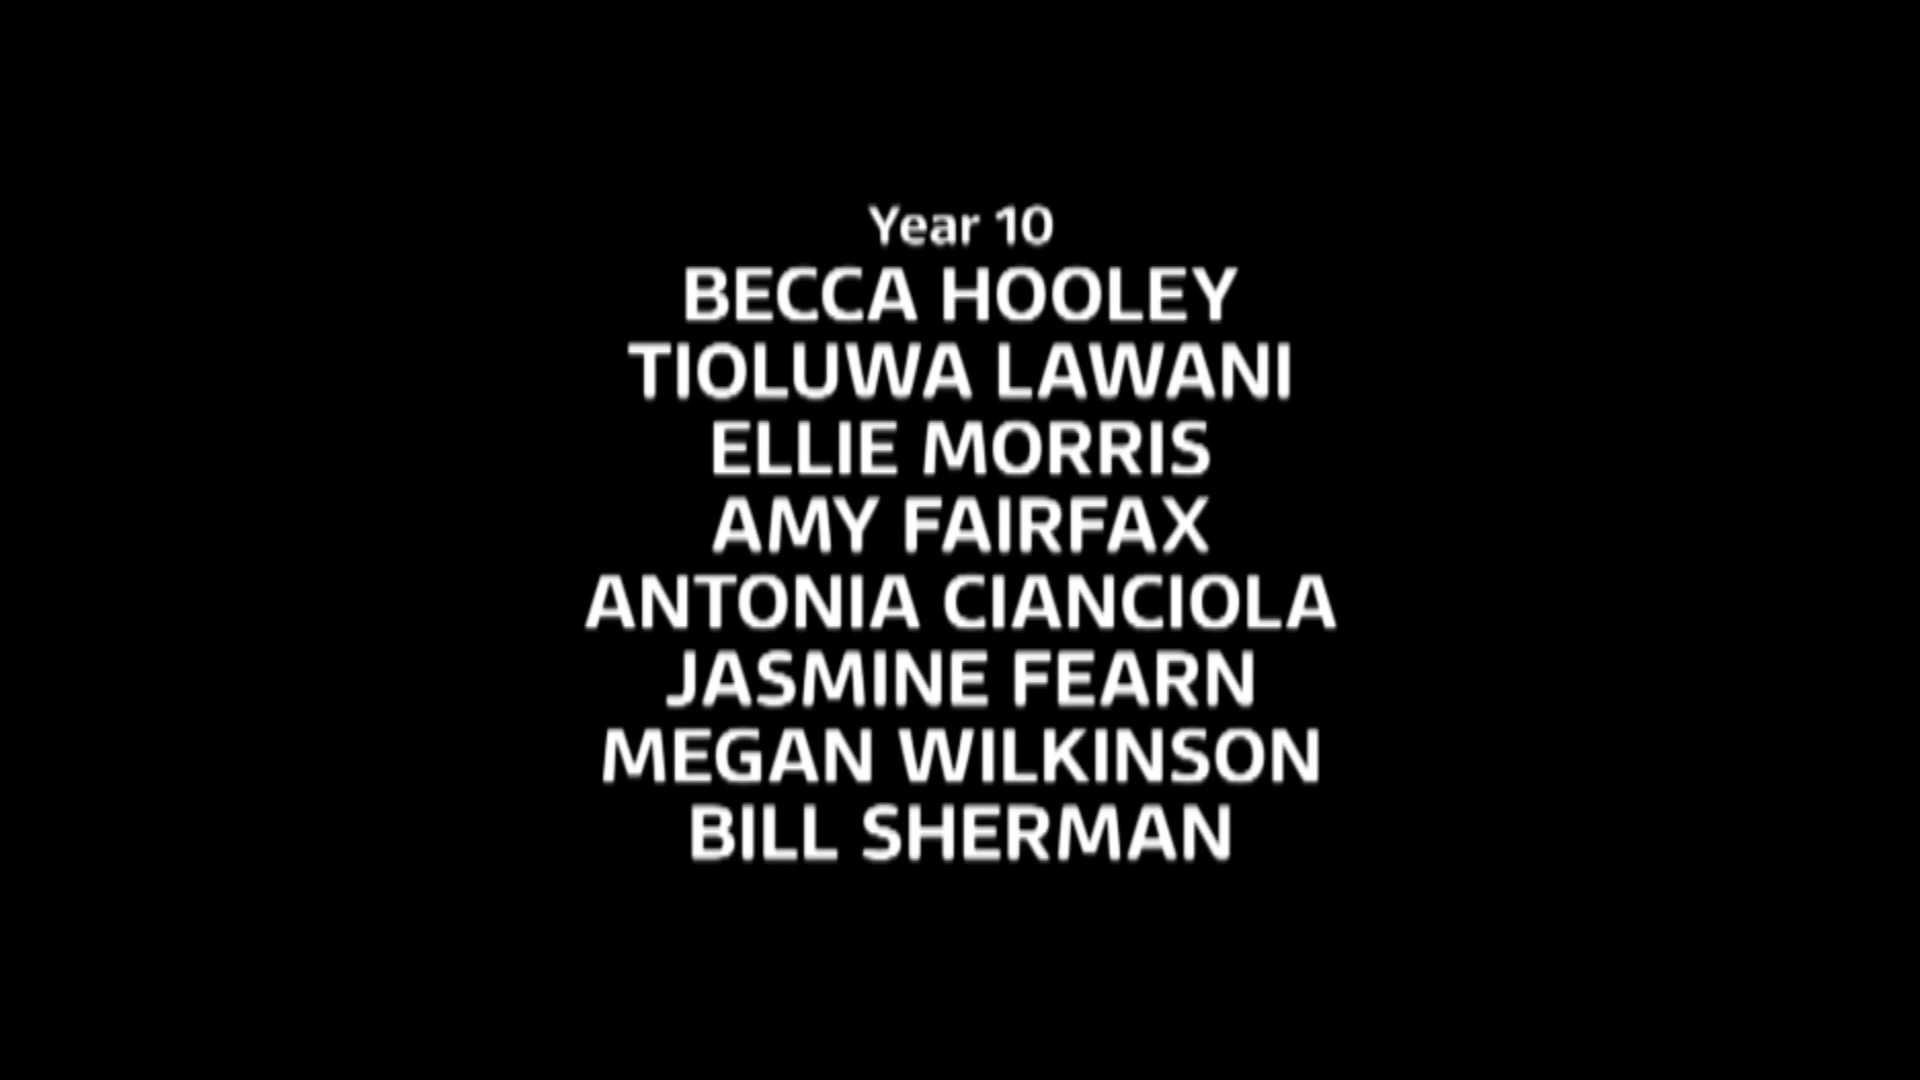 Year 10
BECCA HOOLEY
TIOLUWA LAWANI
ELLIE MORRIS
AMY FAIRFAX
ANTONIA CIANCIOLA
JASMINE FEARN
MEGAN WILKINSON
BILL SHERMAN